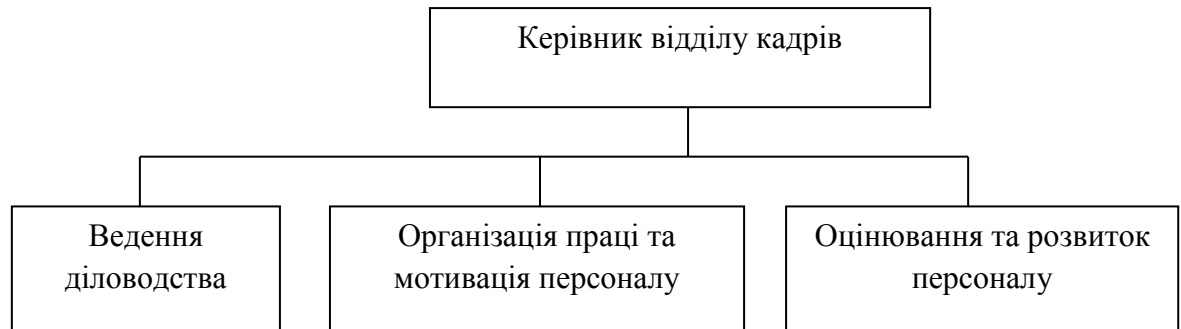 Керівник відділу кадрів
Ведення
діловодства
Організація праці та
мотивація персоналу
Оцінювання та розвиток
персоналу